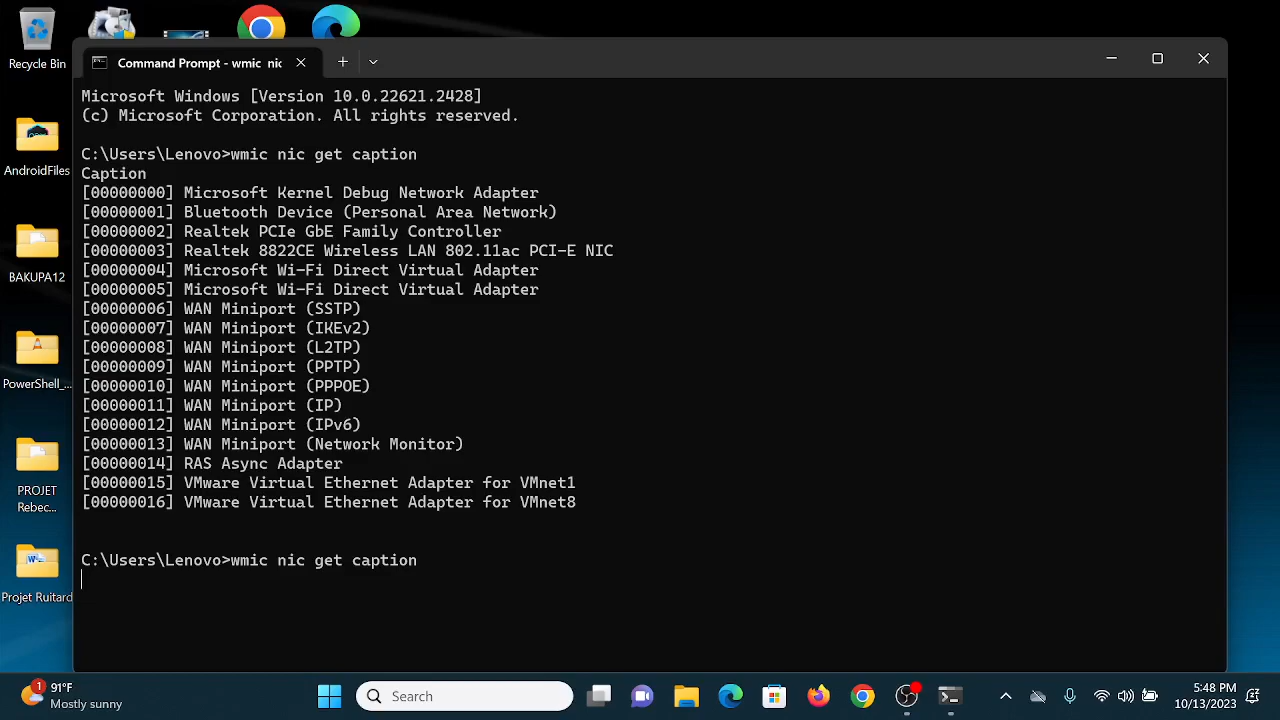 Recycle Bin
AndroidFiles
BAKUPA12
PowerShell_...
PROJET
Rebec...
Projet Ruitard
Command Prompt - wmic  nic
Microsoft Windows [Version 10.0.22621.2428]
(c) Microsoft Corporation. All rights reserved.
C:\Users\Lenovo>wmic nic get caption
Caption
[00000000] Microsoft Kernel Debug Network Adapter
[00000001] Bluetooth Device (Personal Area Network)
[00000002] Realtek PCIe GbE Family Controller
[00000003] Realtek 8822CE Wireless LAN 802.11ac PCI-E NIC
[00000004] Microsoft Wi-Fi Direct Virtual Adapter
[00000005] Microsoft Wi-Fi Direct Virtual Adapter
[00000006] WAN Miniport (SSTP)
[00000007] WAN Miniport (IKEv2)
[00000008] WAN Miniport (L2TP)
[00000009] WAN Miniport (PPTP)
[00000010] WAN Miniport (PPPOE)
[00000011] WAN Miniport (IP)
[00000012] WAN Miniport (IPv6)
[00000013] WAN Miniport (Network Monitor)
[00000014] RAS Async Adapter
[00000015] VMware Virtual Ethernet Adapter for VMnet1
[00000016] VMware Virtual Ethernet Adapter for VMnet8
C:\Users\Lenovo>wmic nic get caption
1
91°F
Mostly sunny
Search
5:48 PM
10/13/2023